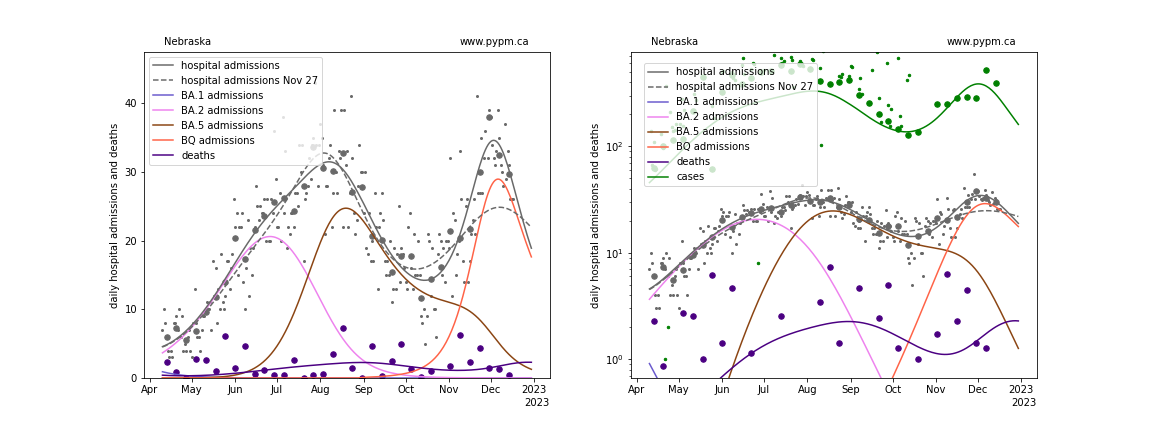 Nebraska
www.pypm.ca
hospital admissions
hospital admissions Nov 27
BA.1 admissions
BA.2 admissions
BA.5 admissions
BQ admissions
deaths
daily hospital admissions and deaths
40
30
20
10
0
Apr
May
Jun
Jul
Aug
Sep
Oct
Nov
Dec
2023
2023
Nebraska
www.pypm.ca
hospital admissions
hospital admissions Nov 27
BA.1 admissions
BA.2 admissions
BA.5 admissions
BQ admissions
deaths
cases
daily hospital admissions and deaths
10²
10¹
10⁰
Apr
May
Jun
Jul
Aug
Sep
Oct
Nov
Dec
2023
2023